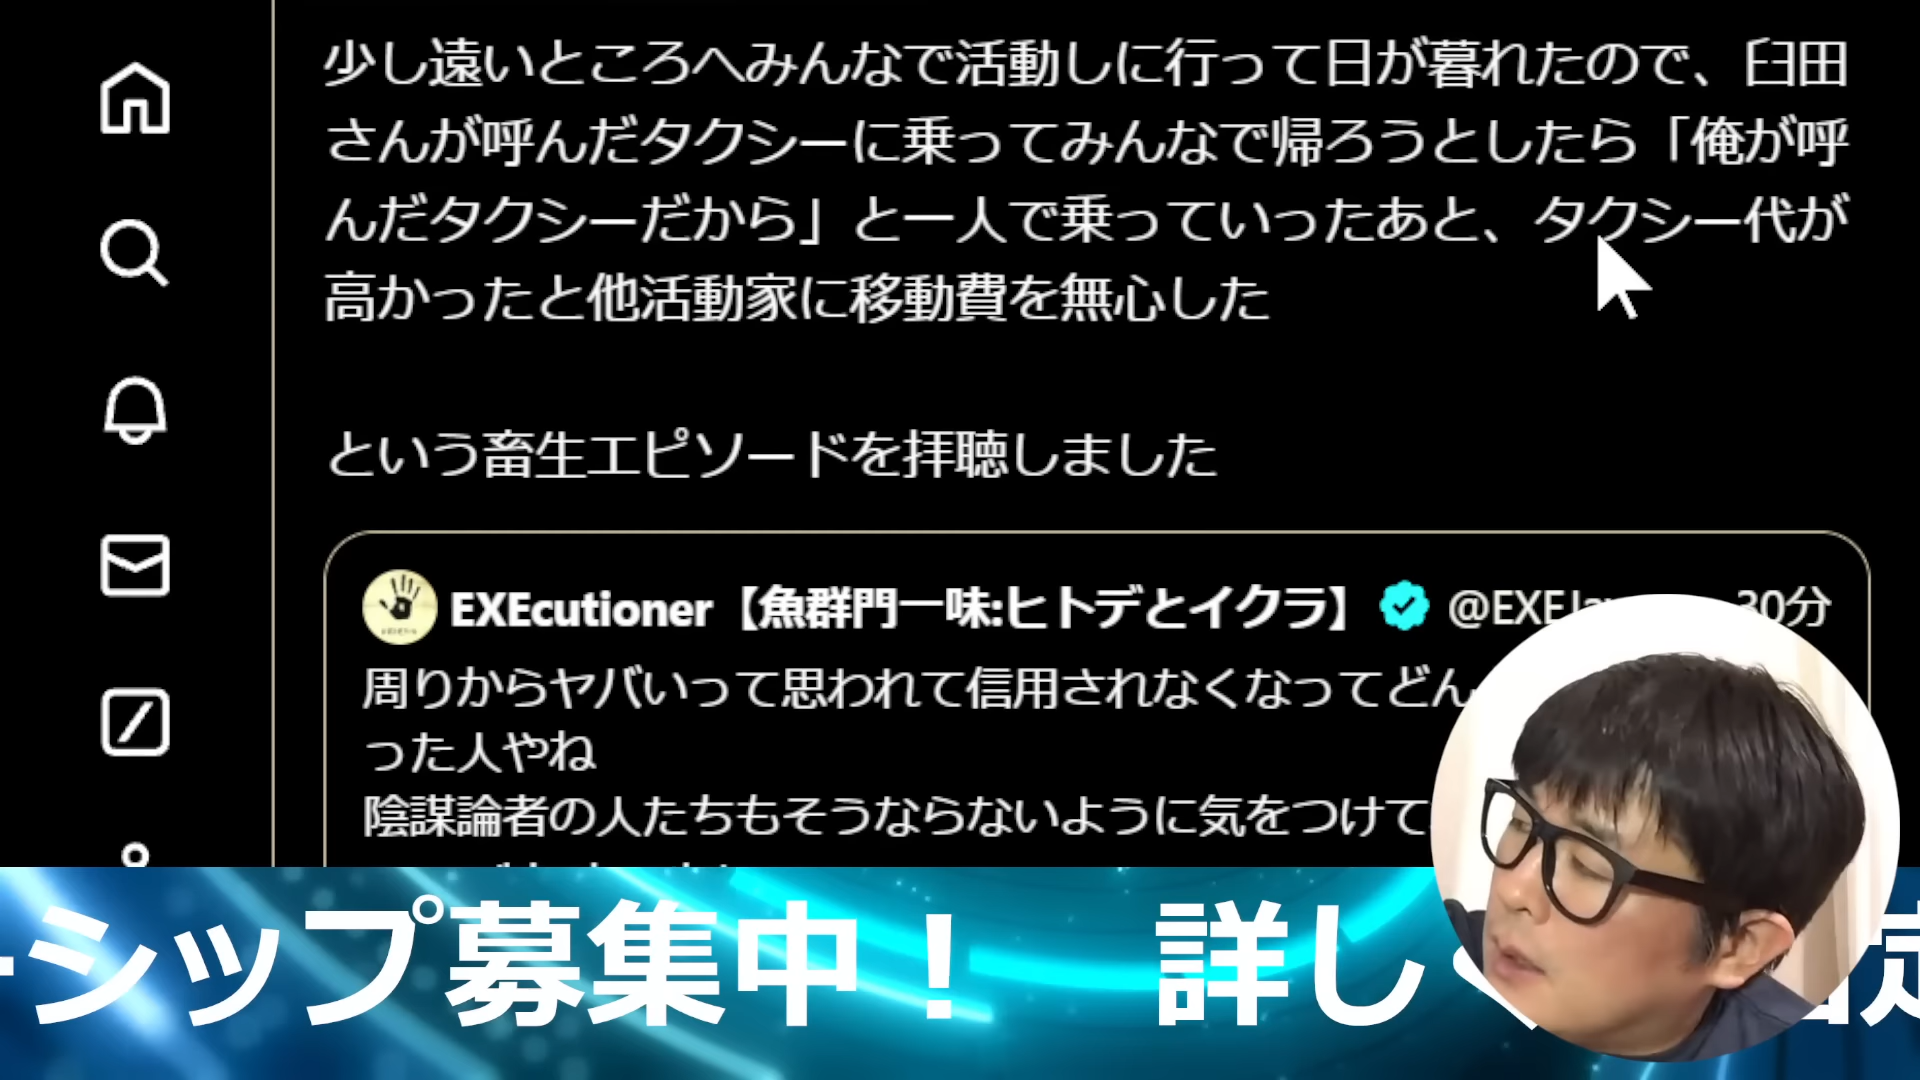 少し遠いところへみんなで活動しに行って日が暮れたので、臼田
さんが呼んだタクシーに乗ってみんなで帰ろうとしたら「俺が呼
んだタクシーだから」と一人で乗っていったあと、タクシー代が
高かったと他活動家に移動費を無心した
という畜生エピソードを拝聴しました
EXEcutioner【魚群門一味:ヒトデとイクラ】 @EXE 30分
周りからヤバいって思われて信用されなくなってどん
った人やね
陰謀論者の人たちもそうならないように気をつけて
ーシップ募集中！ 詳し